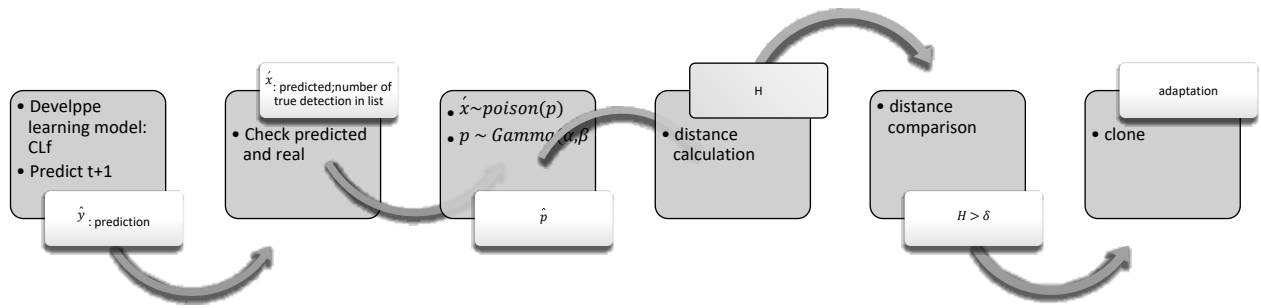 • Develppe
learning model:
CLf
• Predict t+1
ŷ : prediction
x́ : predicted;number of
true detection in list
• Check predicted
and real
• x́~poison(p)
• p ~ Gamma(α,β
p̂
H
• distance
calculation
• distance
comparison
H > δ
adaptation
• clone